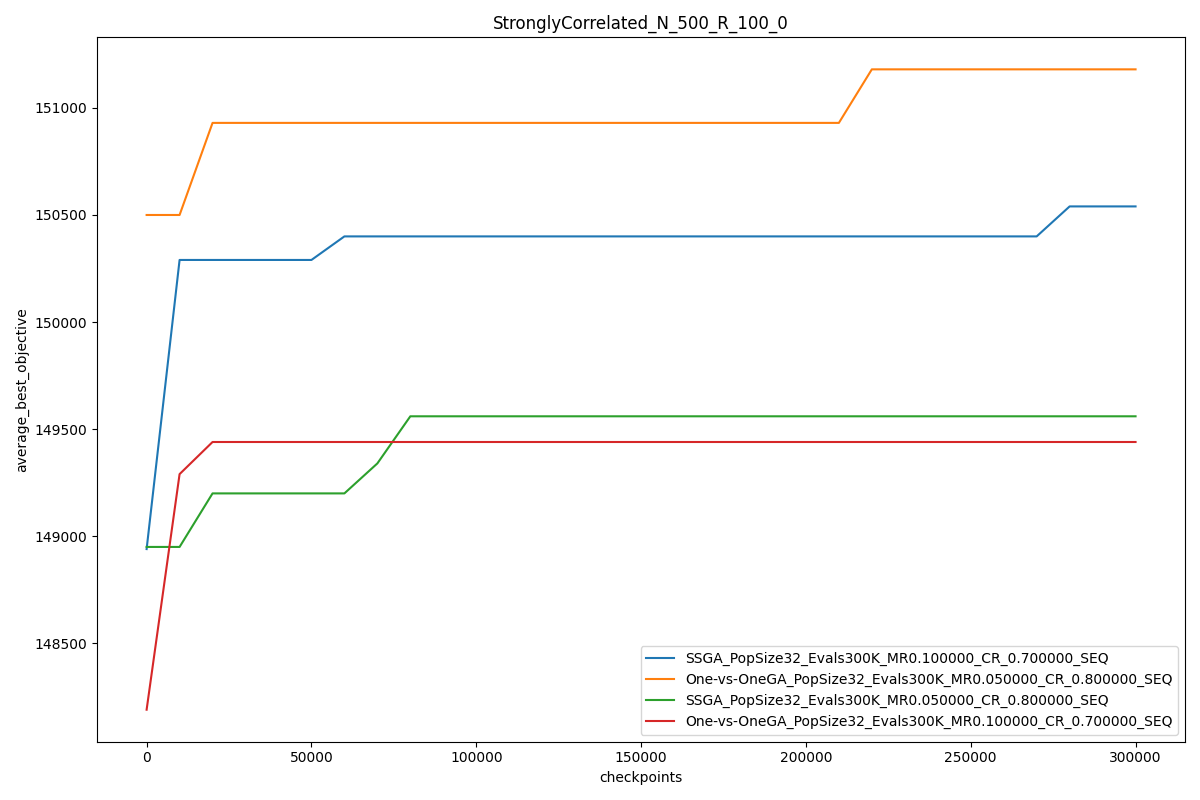 StronglyCorrelated_N_500_R_100_0
151000
150500
150000
149500
149000
148500
average_best_objective
SSGA_PopSize32_Evals300K_MR0.100000_CR_0.700000_SEQ
One-vs-OneGA_PopSize32_Evals300K_MR0.050000_CR_0.800000_SEQ
SSGA_PopSize32_Evals300K_MR0.050000_CR_0.800000_SEQ
One-vs-OneGA_PopSize32_Evals300K_MR0.100000_CR_0.700000_SEQ
0 50000 100000 150000 200000 250000 300000
checkpoints